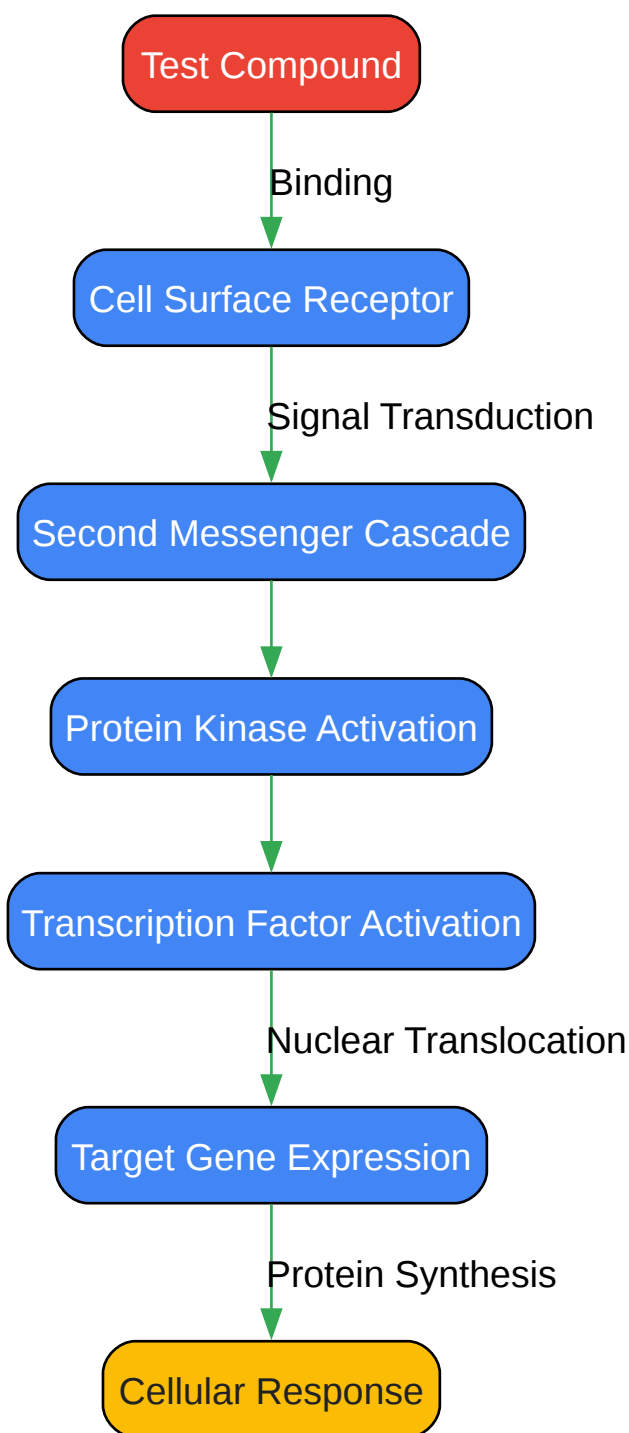 Test Compound
Binding
Cell Surface Receptor
Signal Transduction
Second Messenger Cascade
Protein Kinase Activation
Transcription Factor Activation
Nuclear Translocation
Target Gene Expression
Protein Synthesis
Cellular Response